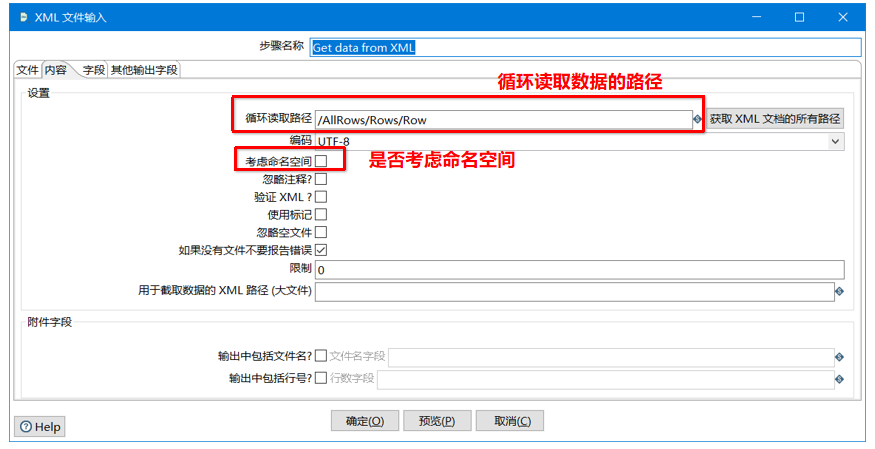 XML 文件输入
步骤名称 Get data from XML
文件 内容 字段 其他输出字段
循环读取数据的路径
设置
循环读取路径 /AllRows/Rows/Row 获取 XML 文档的所有路径
编码 UTF-8
考虑命名空间 是否考虑命名空间
忽略注释?
验证 XML ?
使用标记
忽略空文件
如果没有文件不要报告错误
限制 0
用于截取数据的 XML 路径 (大文件)
附件字段
输出中包括文件名? 文件名字段
输出中包括行号? 行数字段
Help 确定(O) 预览(P) 取消(C)